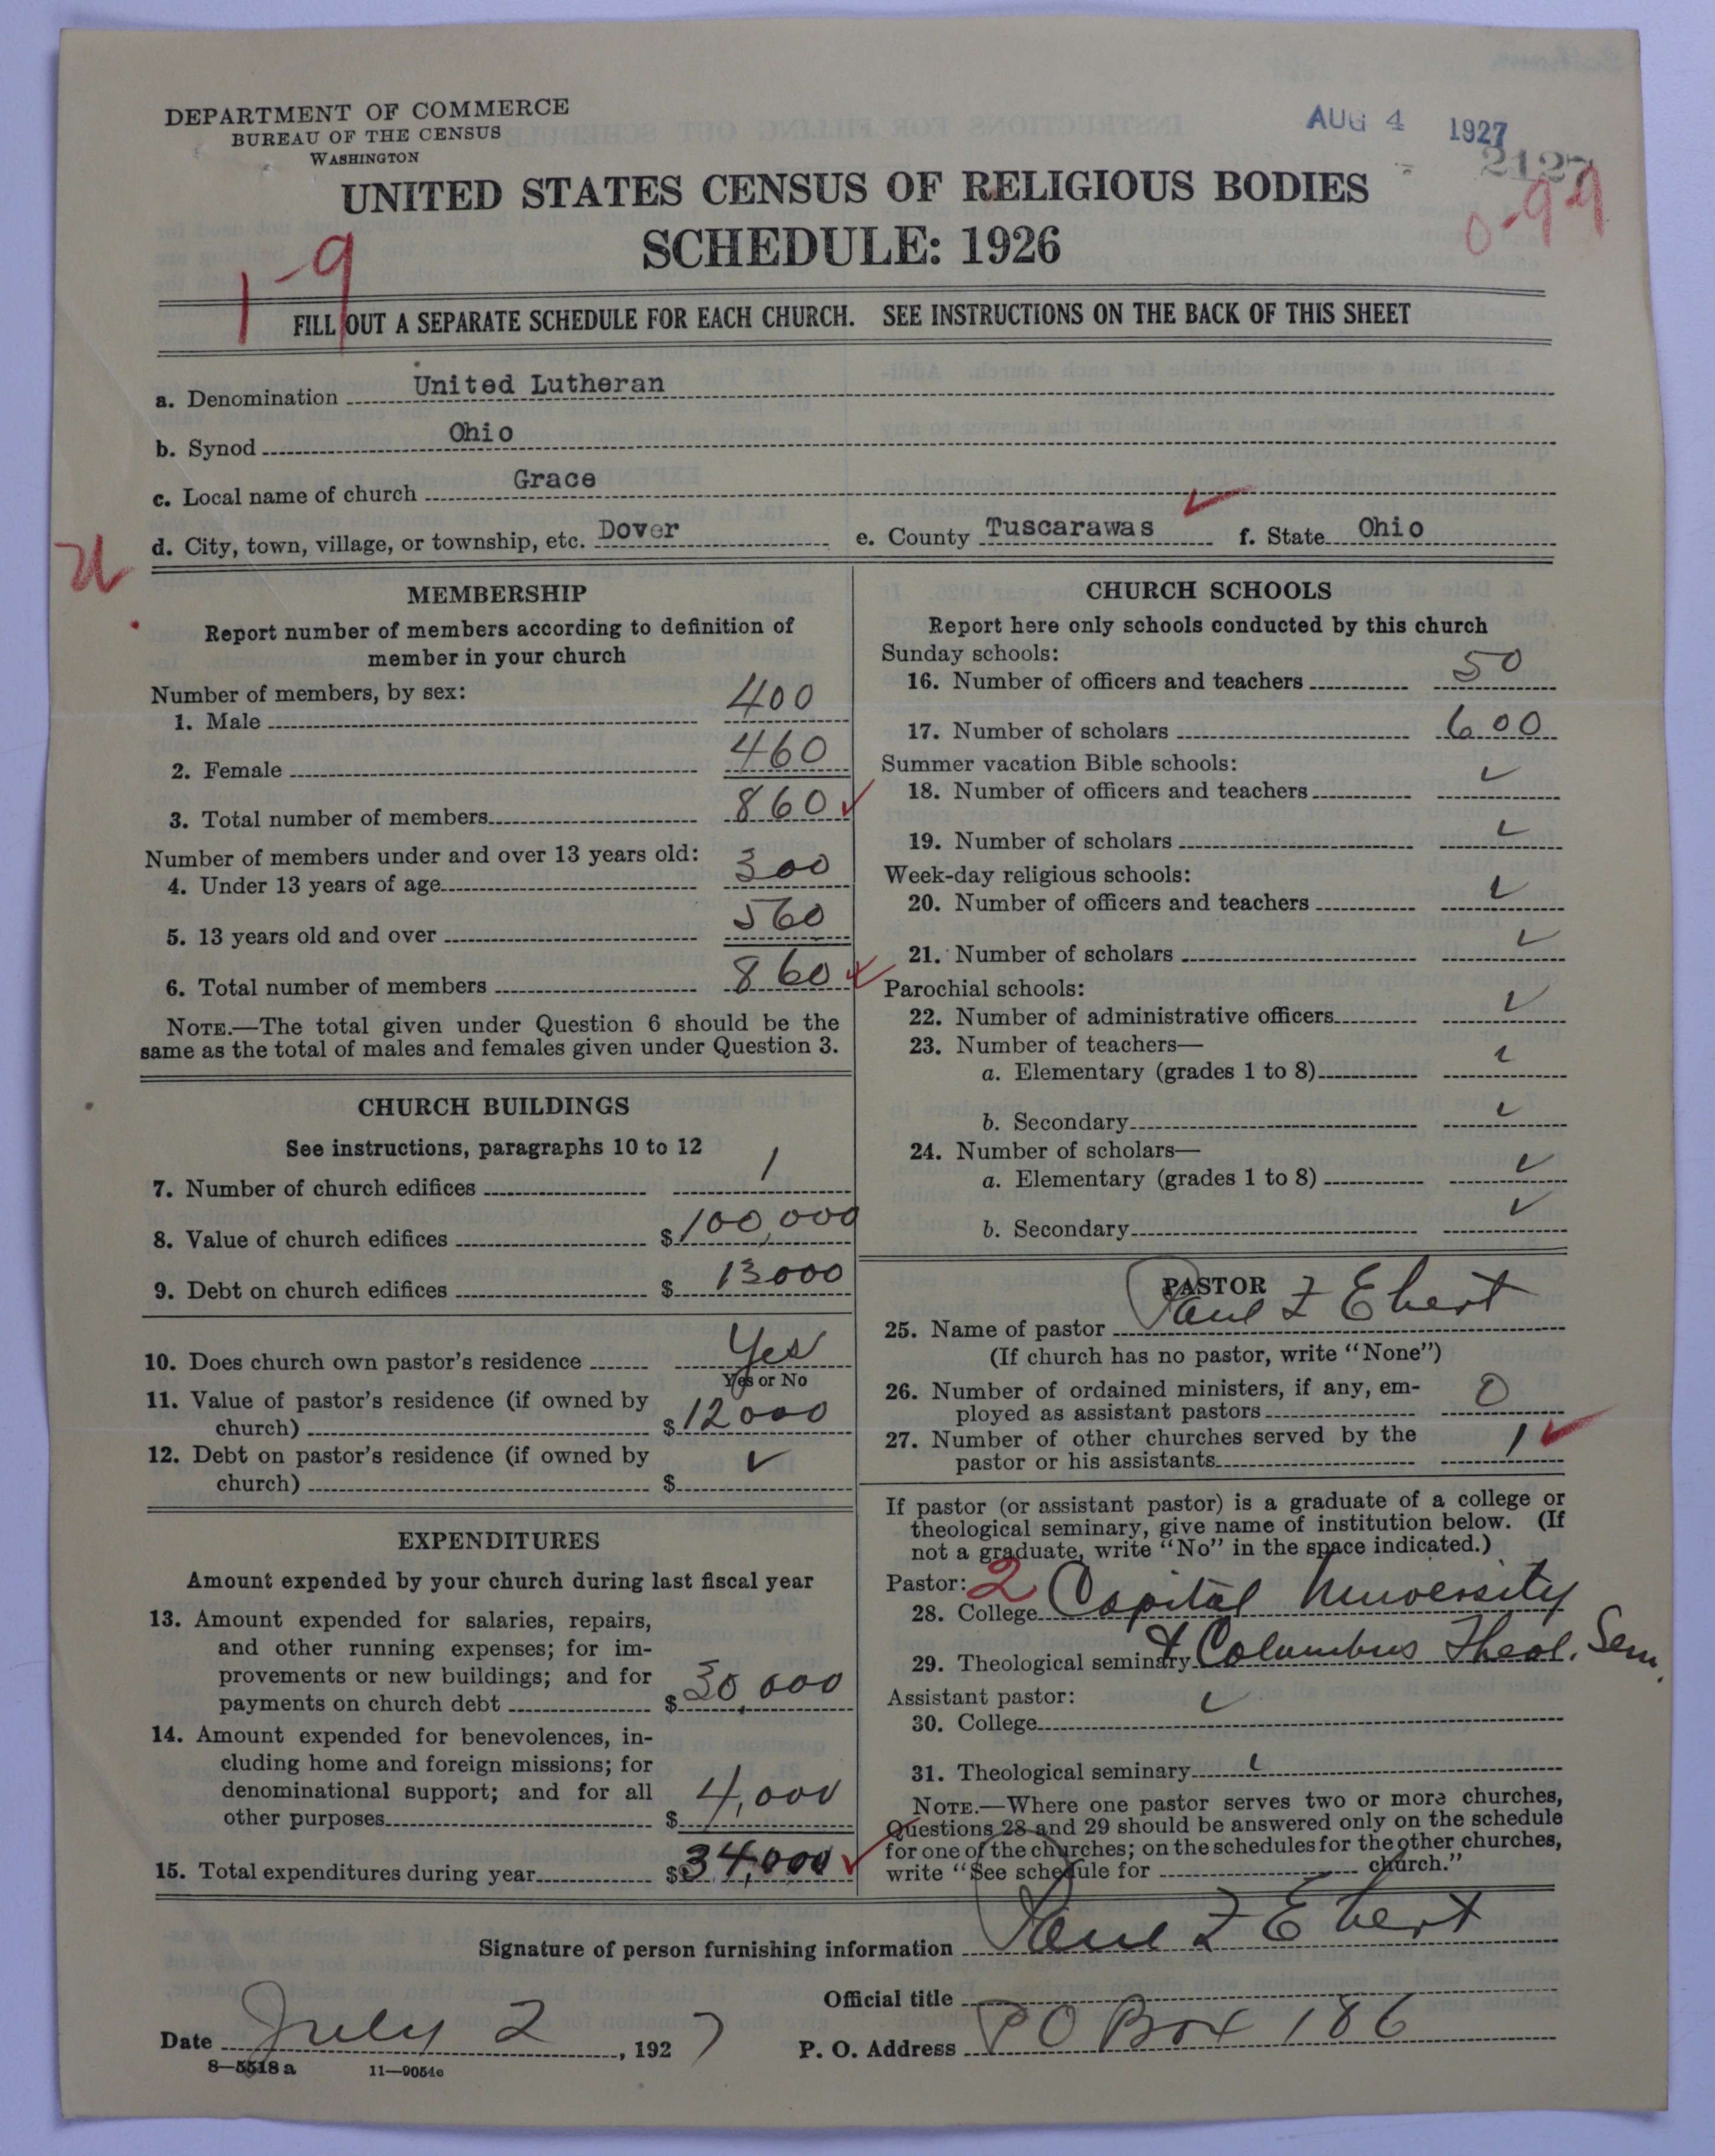 DEPARTMENT OF COMMERCE
BUREAU OF THE CENSUS
WASHINGTON
AUG 4 1927
2127
0-99
UNITED STATES CENSUS OF RELIGIOUS BODIES
SCHEDULE: 1926
1-9
FILL OUT A SEPARATE SCHEDULE FOR EACH CHURCH. SEE INSTRUCTIONS ON THE BACK OF THIS SHEET
a. Denomination United Lutheran
b. Synod Ohio
c. Local name of church Grace
d. City, town, village, or township, etc. Dover e. County Tuscarawas ✓ f. State Ohio
U
MEMBERSHIP
Report number of members according to definition of
member in your church
Number of members, by sex:
1. Male 400
2. Female 460
3. Total number of members 860 ✓
Number of members under and over 13 years old:
4. Under 13 years of age 300
5. 13 years old and over 560
6. Total number of members 860 ✓
NOTE.—The total given under Question 6 should be the
same as the total of males and females given under Question 3.
CHURCH BUILDINGS
See instructions, paragraphs 10 to 12
7. Number of church edifices 1
8. Value of church edifices $100,000
9. Debt on church edifices $ 13000
10. Does church own pastor's residence Yes
Yes or No
11. Value of pastor's residence (if owned by
church) $12000
12. Debt on pastor's residence (if owned by
church) $ ✓
EXPENDITURES
Amount expended by your church during last fiscal year
13. Amount expended for salaries, repairs,
and other running expenses; for im-
provements or new buildings; and for
payments on church debt $30,000
14. Amount expended for benevolences, in-
cluding home and foreign missions; for
denominational support; and for all
other purposes $ 4,000
15. Total expenditures during year $34,000 ✓
CHURCH SCHOOLS
Report here only schools conducted by this church
Sunday schools:
16. Number of officers and teachers 50
17. Number of scholars 600
Summer vacation Bible schools:
18. Number of officers and teachers ✓
19. Number of scholars ✓
Week-day religious schools:
20. Number of officers and teachers ✓
21. Number of scholars ✓
Parochial schools:
22. Number of administrative officers ✓
23. Number of teachers—
a. Elementary (grades 1 to 8) ✓
b. Secondary ✓
24. Number of scholars—
a. Elementary (grades 1 to 8) ✓
b. Secondary ✓
PASTOR
25. Name of pastor Paul Z Ebert
(If church has no pastor, write "None")
26. Number of ordained ministers, if any, em-
ployed as assistant pastors 0
27. Number of other churches served by the
pastor or his assistants 1 ✓
If pastor (or assistant pastor) is a graduate of a college or
theological seminary, give name of institution below. (If
not a graduate, write "No" in the space indicated.)
Pastor: 2
28. College Capital University
29. Theological seminary & Columbus Theol. Sem.
Assistant pastor:
30. College ✓
31. Theological seminary ✓
NOTE.—Where one pastor serves two or more churches,
Questions 28 and 29 should be answered only on the schedule
for one of the churches; on the schedules for the other churches,
write "See schedule for church."
Signature of person furnishing information Paul Z Ebert
Official title
Date July 2, 1927 P. O. Address PO Box 186
8—5518 a 11—9054c